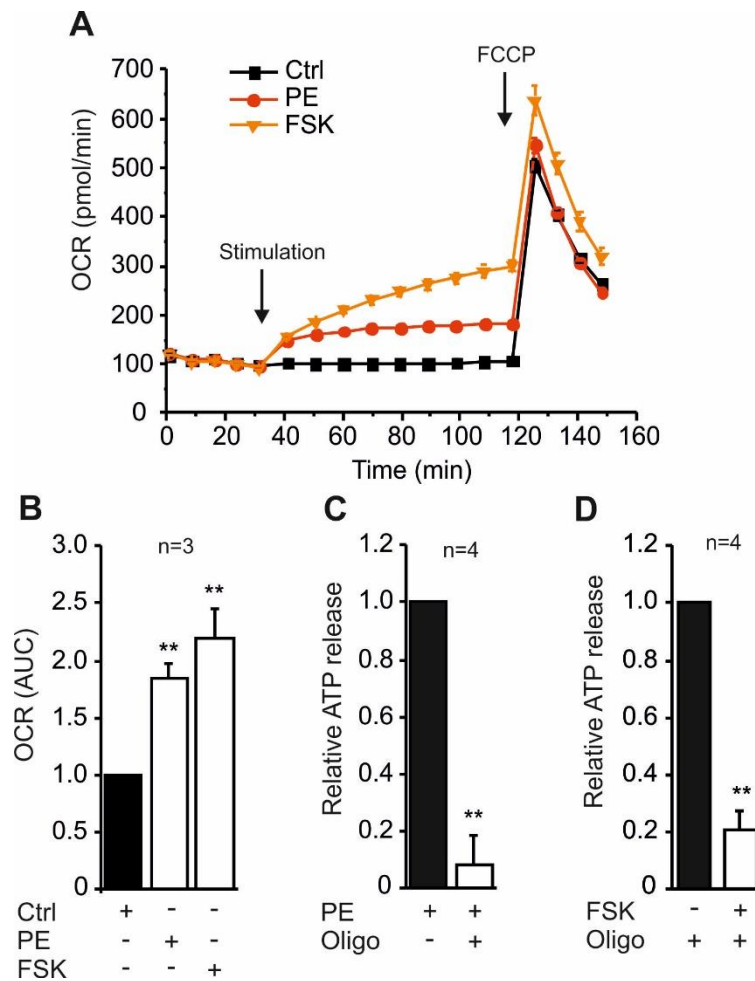 A
Ctrl
PE
FSK
FCCP
Stimulation
OCR (pmol/min)
700
600
500
400
300
200
100
0
0 20 40 60 80 100 120 140 160
Time (min)
B
n=3
OCR (AUC)
3.0
2.5
2.0
1.5
1.0
0.5
0
**
**
Ctrl + - -
PE - + -
FSK - - +
C
n=4
Relative ATP release
1.2
1.0
0.8
0.6
0.4
0.2
0
**
PE + +
Oligo - +
D
n=4
Relative ATP release
1.2
1.0
0.8
0.6
0.4
0.2
0
**
FSK - +
Oligo + +